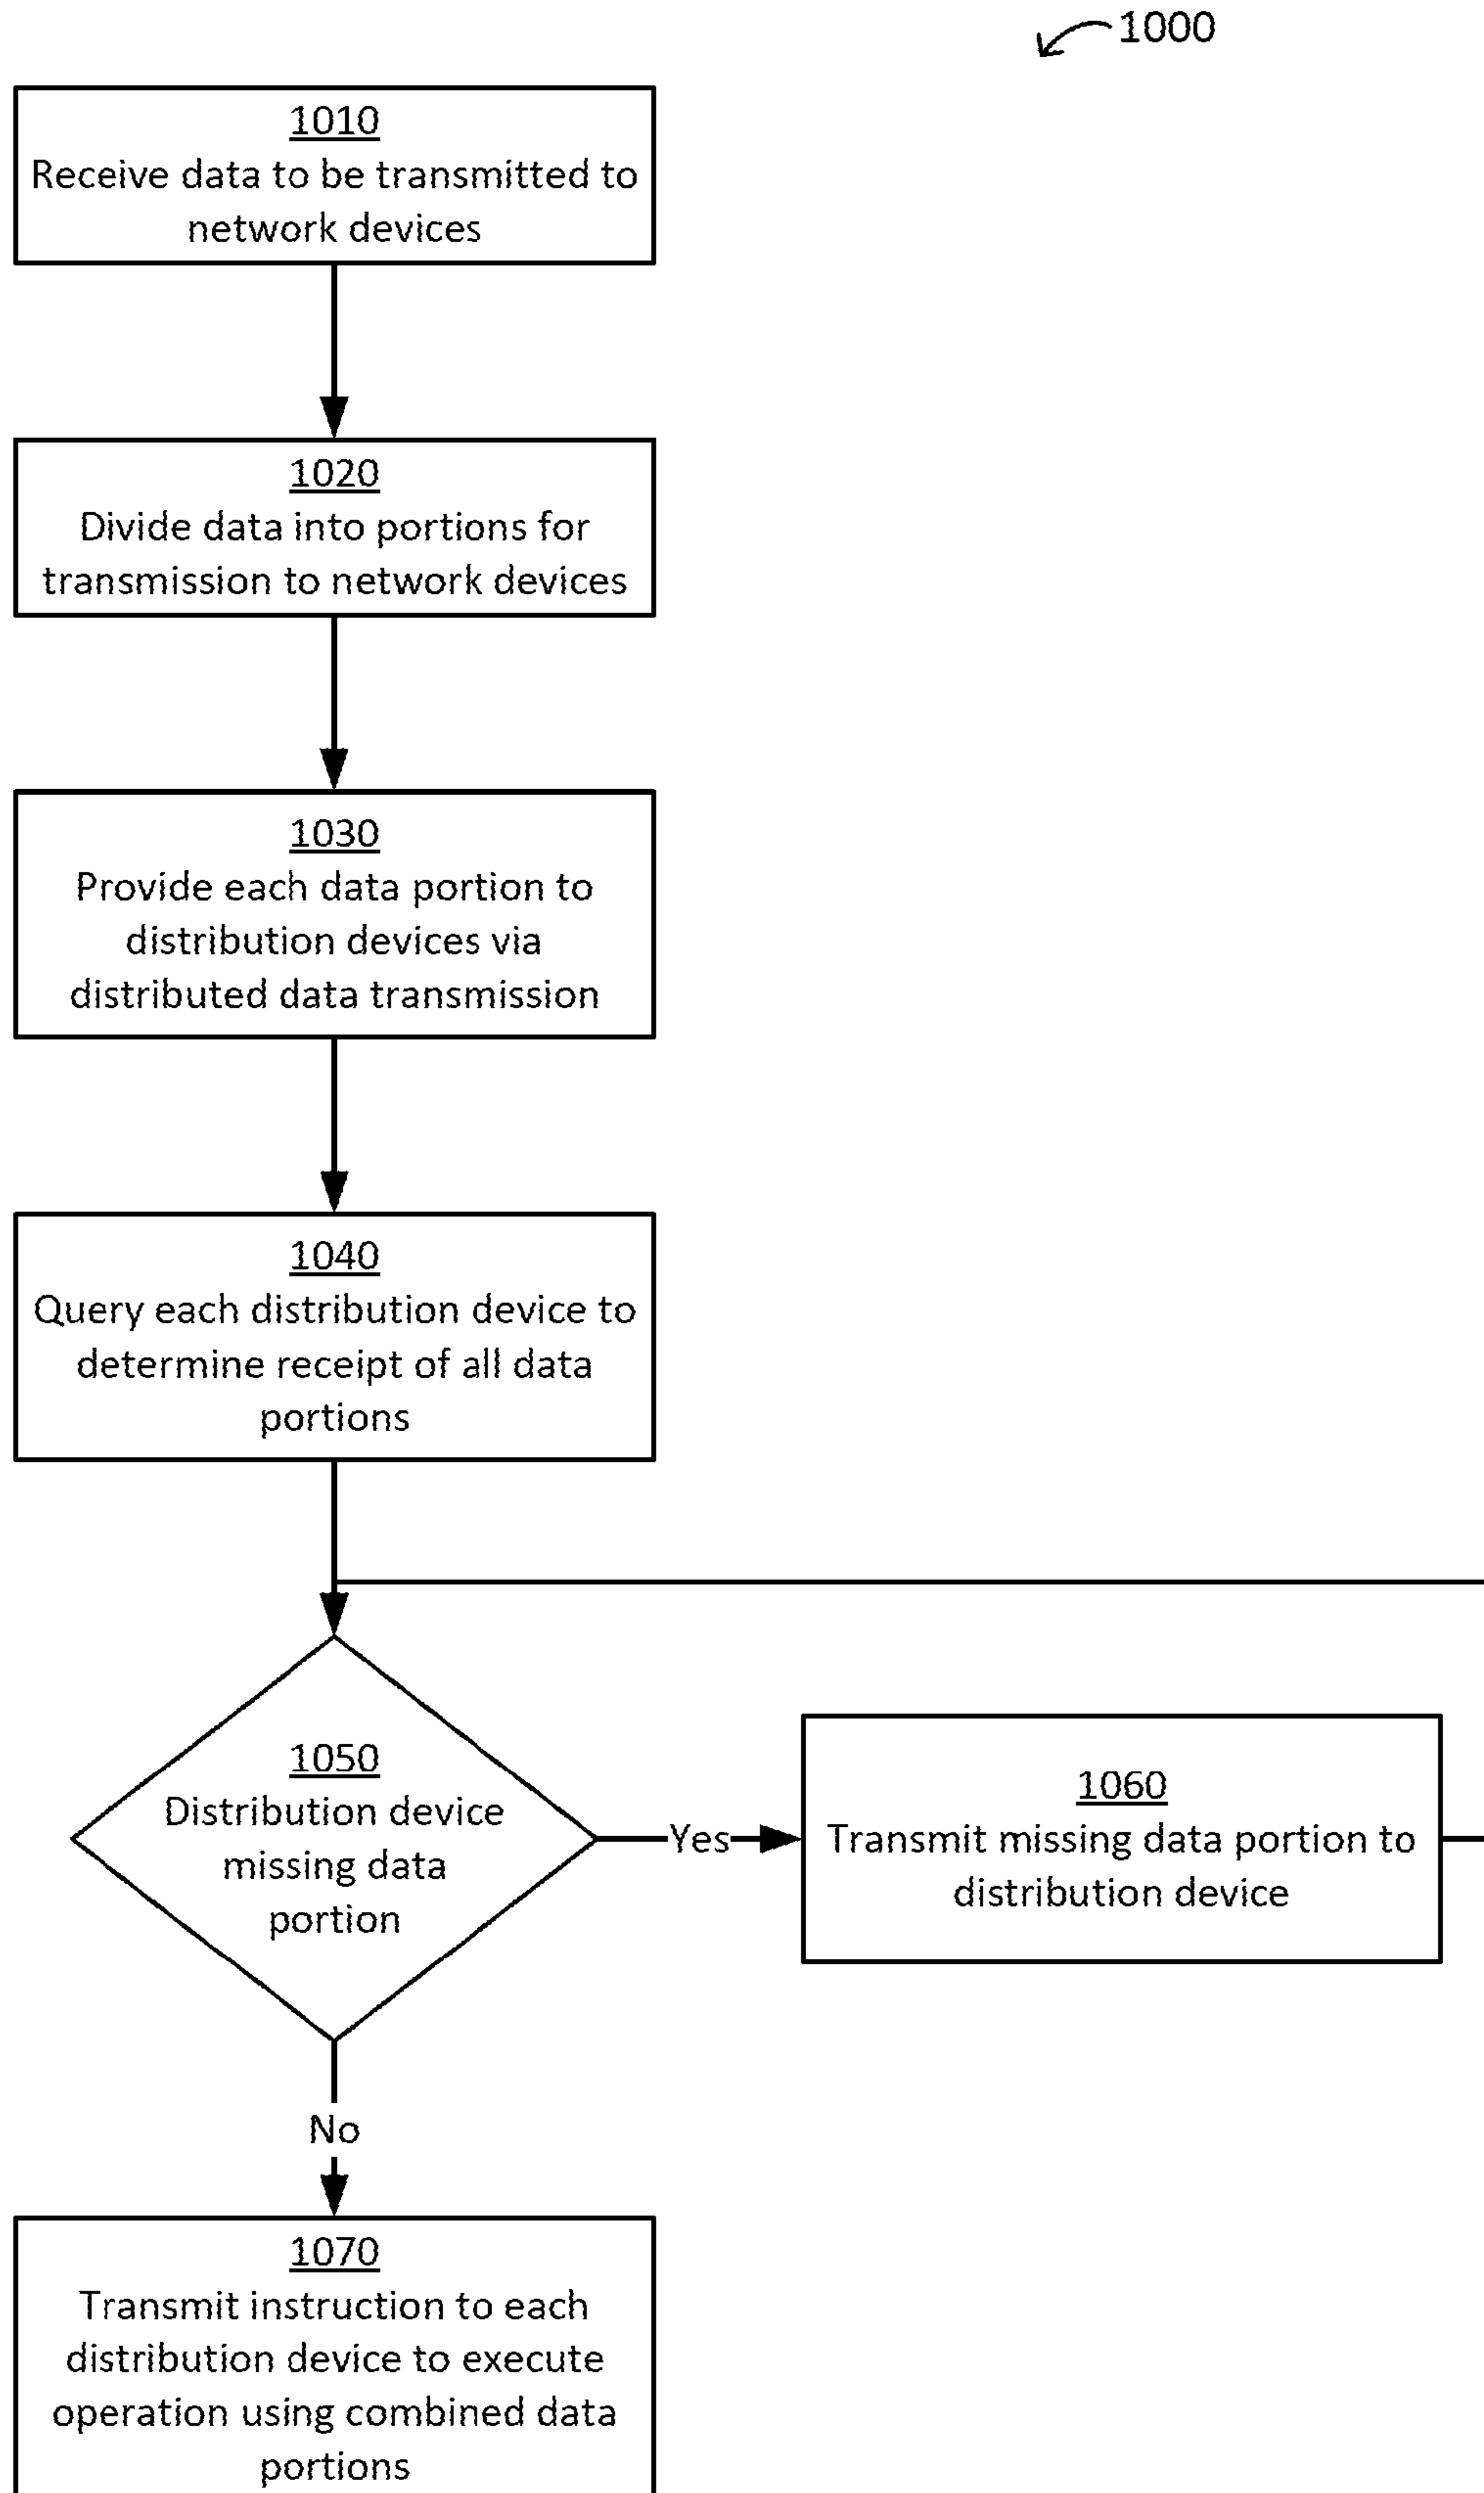 1000
1010
Receive data to be transmitted to
network devices
1020
Divide data into portions for
transmission to network devices
1030
Provide each data portion to
distribution devices via
distributed data transmission
1040
Query each distribution device to
determine receipt of all data
portions
1050
Distribution device
missing data
portion
Yes
1060
Transmit missing data portion to
distribution device
No
1070
Transmit instruction to each
distribution device to execute
operation using combined data
portions